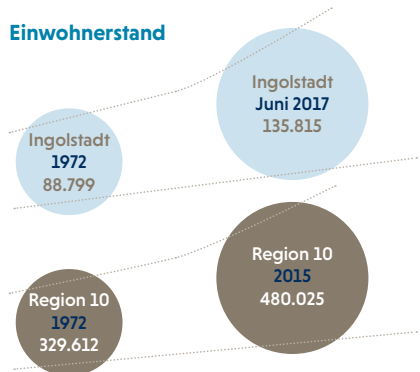 Einwohnerstand
Ingolstadt
Juni 2017
135.815
Ingolstadt
1972
88.799
Region 10
2015
480.025
Region 10
1972
329.612